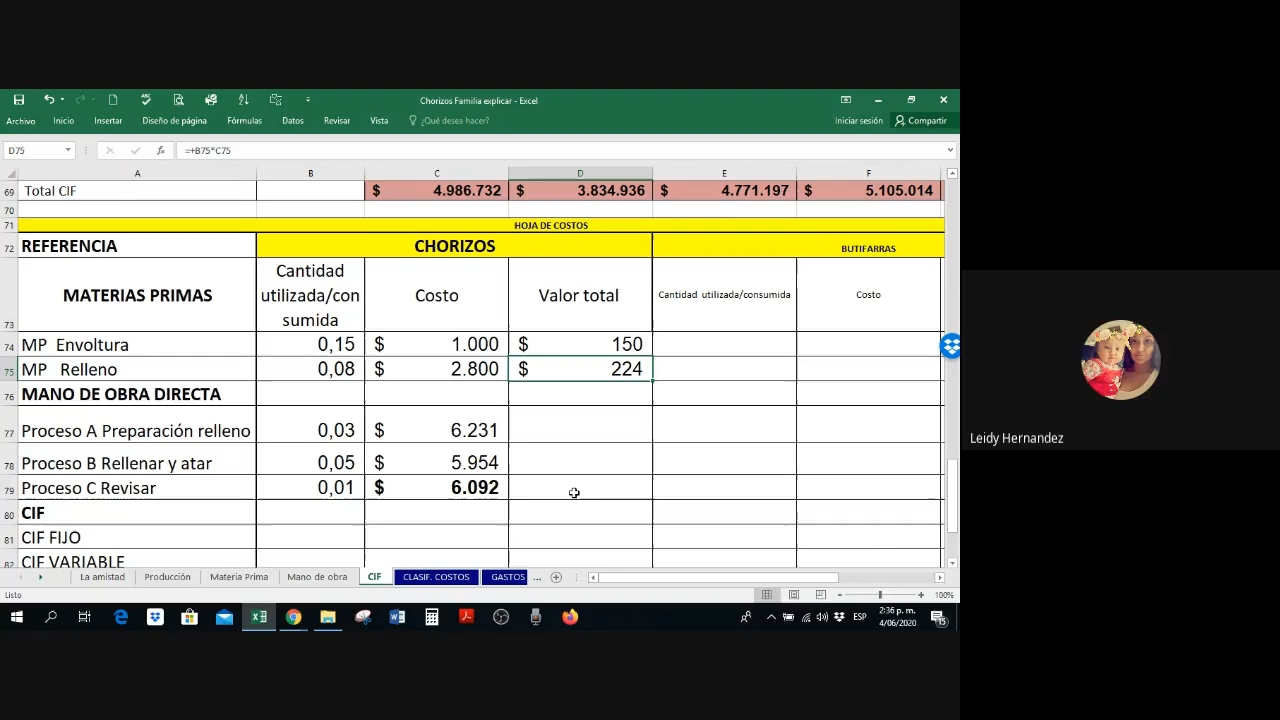 Chorizos Familia explicar - Excel
Archivo Inicio Insertar Diseño de página Fórmulas Datos Revisar Vista ¿Qué desea hacer? Iniciar sesión Compartir
D75 fx =+B75*C75
A B C D E F
69 Total CIF $ 4.986.732 $ 3.834.936 $ 4.771.197 $ 5.105.014
70
71 HOJA DE COSTOS
72 REFERENCIA CHORIZOS BUTIFARRAS
Cantidad
utilizada/con
sumida
73 MATERIAS PRIMAS Costo Valor total Cantidad utilizada/consumida Costo
74 MP Envoltura 0,15 $ 1.000 $ 150
75 MP Relleno 0,08 $ 2.800 $ 224
76 MANO DE OBRA DIRECTA
77 Proceso A Preparación relleno 0,03 $ 6.231
78 Proceso B Rellenar y atar 0,05 $ 5.954
79 Proceso C Revisar 0,01 $ 6.092
80 CIF
81 CIF FIJO
82 CIF VARIABLE
La amistad Producción Materia Prima Mano de obra CIF CLASIF. COSTOS GASTOS ...
Listo 100%
ESP 2:36 p. m.
4/06/2020 15
Leidy Hernandez